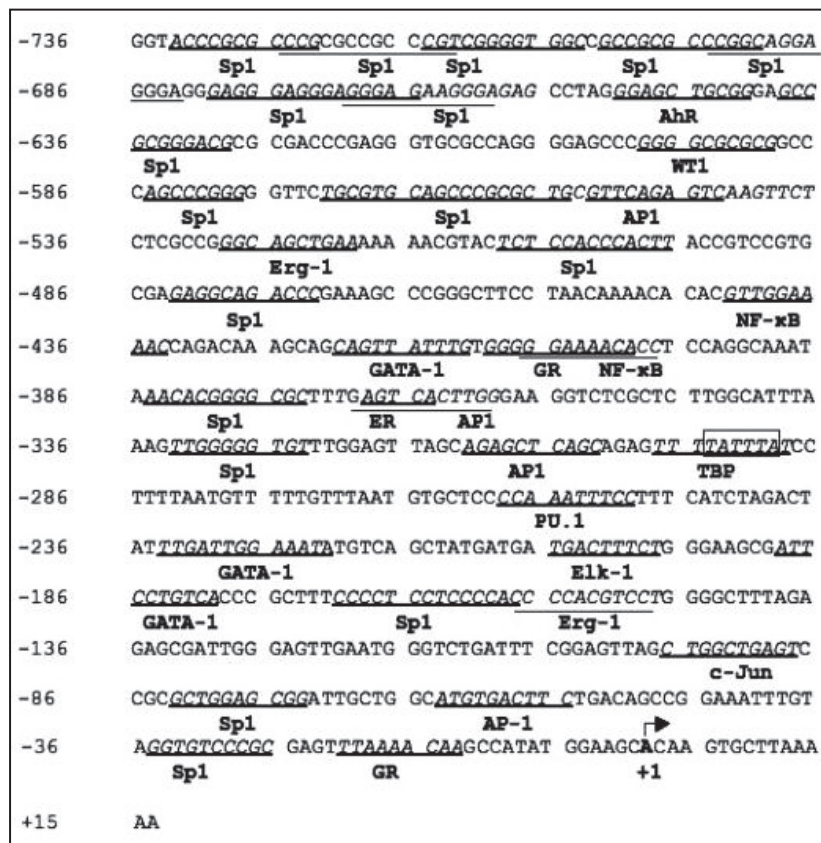 -736 GGTACCCGCG CCCGCGCCGC CCGTCGGGGT GGCCGCCGCG CCCGGCAGGA
Sp1 Sp1 Sp1 Sp1 Sp1
-686 GGGAGGGAGG GAGGGAGGGA GAAGGGAGAG CCTAGGGAGC TGCGGGAGCC
Sp1 Sp1 AhR
-636 GCGGGACGCG CGACCCGAGG GTGCGCCAGG GGAGCCCGGG GCGCGCGGCC
Sp1 WT1
-586 CAGCCCGGGG GTTCTGCGTG CAGCCCGCGC TGCGTTCAGA GTCAAGTTCT
Sp1 Sp1 AP1
-536 CTCGCCGGGC AGCTGAAAAA AACGTACTCT CCACCCACTT ACCGTCCGTG
Erg-1 Sp1
-486 CGAGAGGCAG ACCCGAAAGC CCGGGCTTCC TAACAAAACA CACGTTGGAA
Sp1 NF-κB
-436 AACCAGACAA AGCAGCAGTT ATTTGTGGGG GAAAACACCT CCAGGCAAAT
GATA-1 GR NF-κB
-386 AAACACGGGG CGCTTTGAGT CACTTGGGAA GGTCTCGCTC TTGGCATTTA
Sp1 ER AP1
-336 AAGTTGGGGG TGTTTGGAGT TAGCAGAGCT CAGCAGAGTT TTATTTATCC
Sp1 AP1 TBP
-286 TTTTAATGTT TTTGTTTAAT GTGCTCCCCA AATTTCCTTT CATCTAGACT
PU.1
-236 ATTTGATTGG AAATATGTCA GCTATGATGA TGACTTTCTG GGAAGCGATT
GATA-1 Elk-1
-186 CCTGTCACCC GCTTTCCCCT CCTCCCCACC CCACGTCCTG GGGCTTTAGA
GATA-1 Sp1 Erg-1
-136 GAGCGATTGG GAGTTGAATG GGTCTGATTT CGGAGTTAGC TGGCTGAGTC
c-Jun
-86 CGCGCTGGAG CGGATTGCTG GCATGTGACTTC TGACAGCCG GAAATTTGT
Sp1 AP-1
-36 AGGTGTCCCGC GAGTTTAAAA CAAGCCATAT GGAAGCACAA GTGCTTAAA
Sp1 GR +1
+15 AA